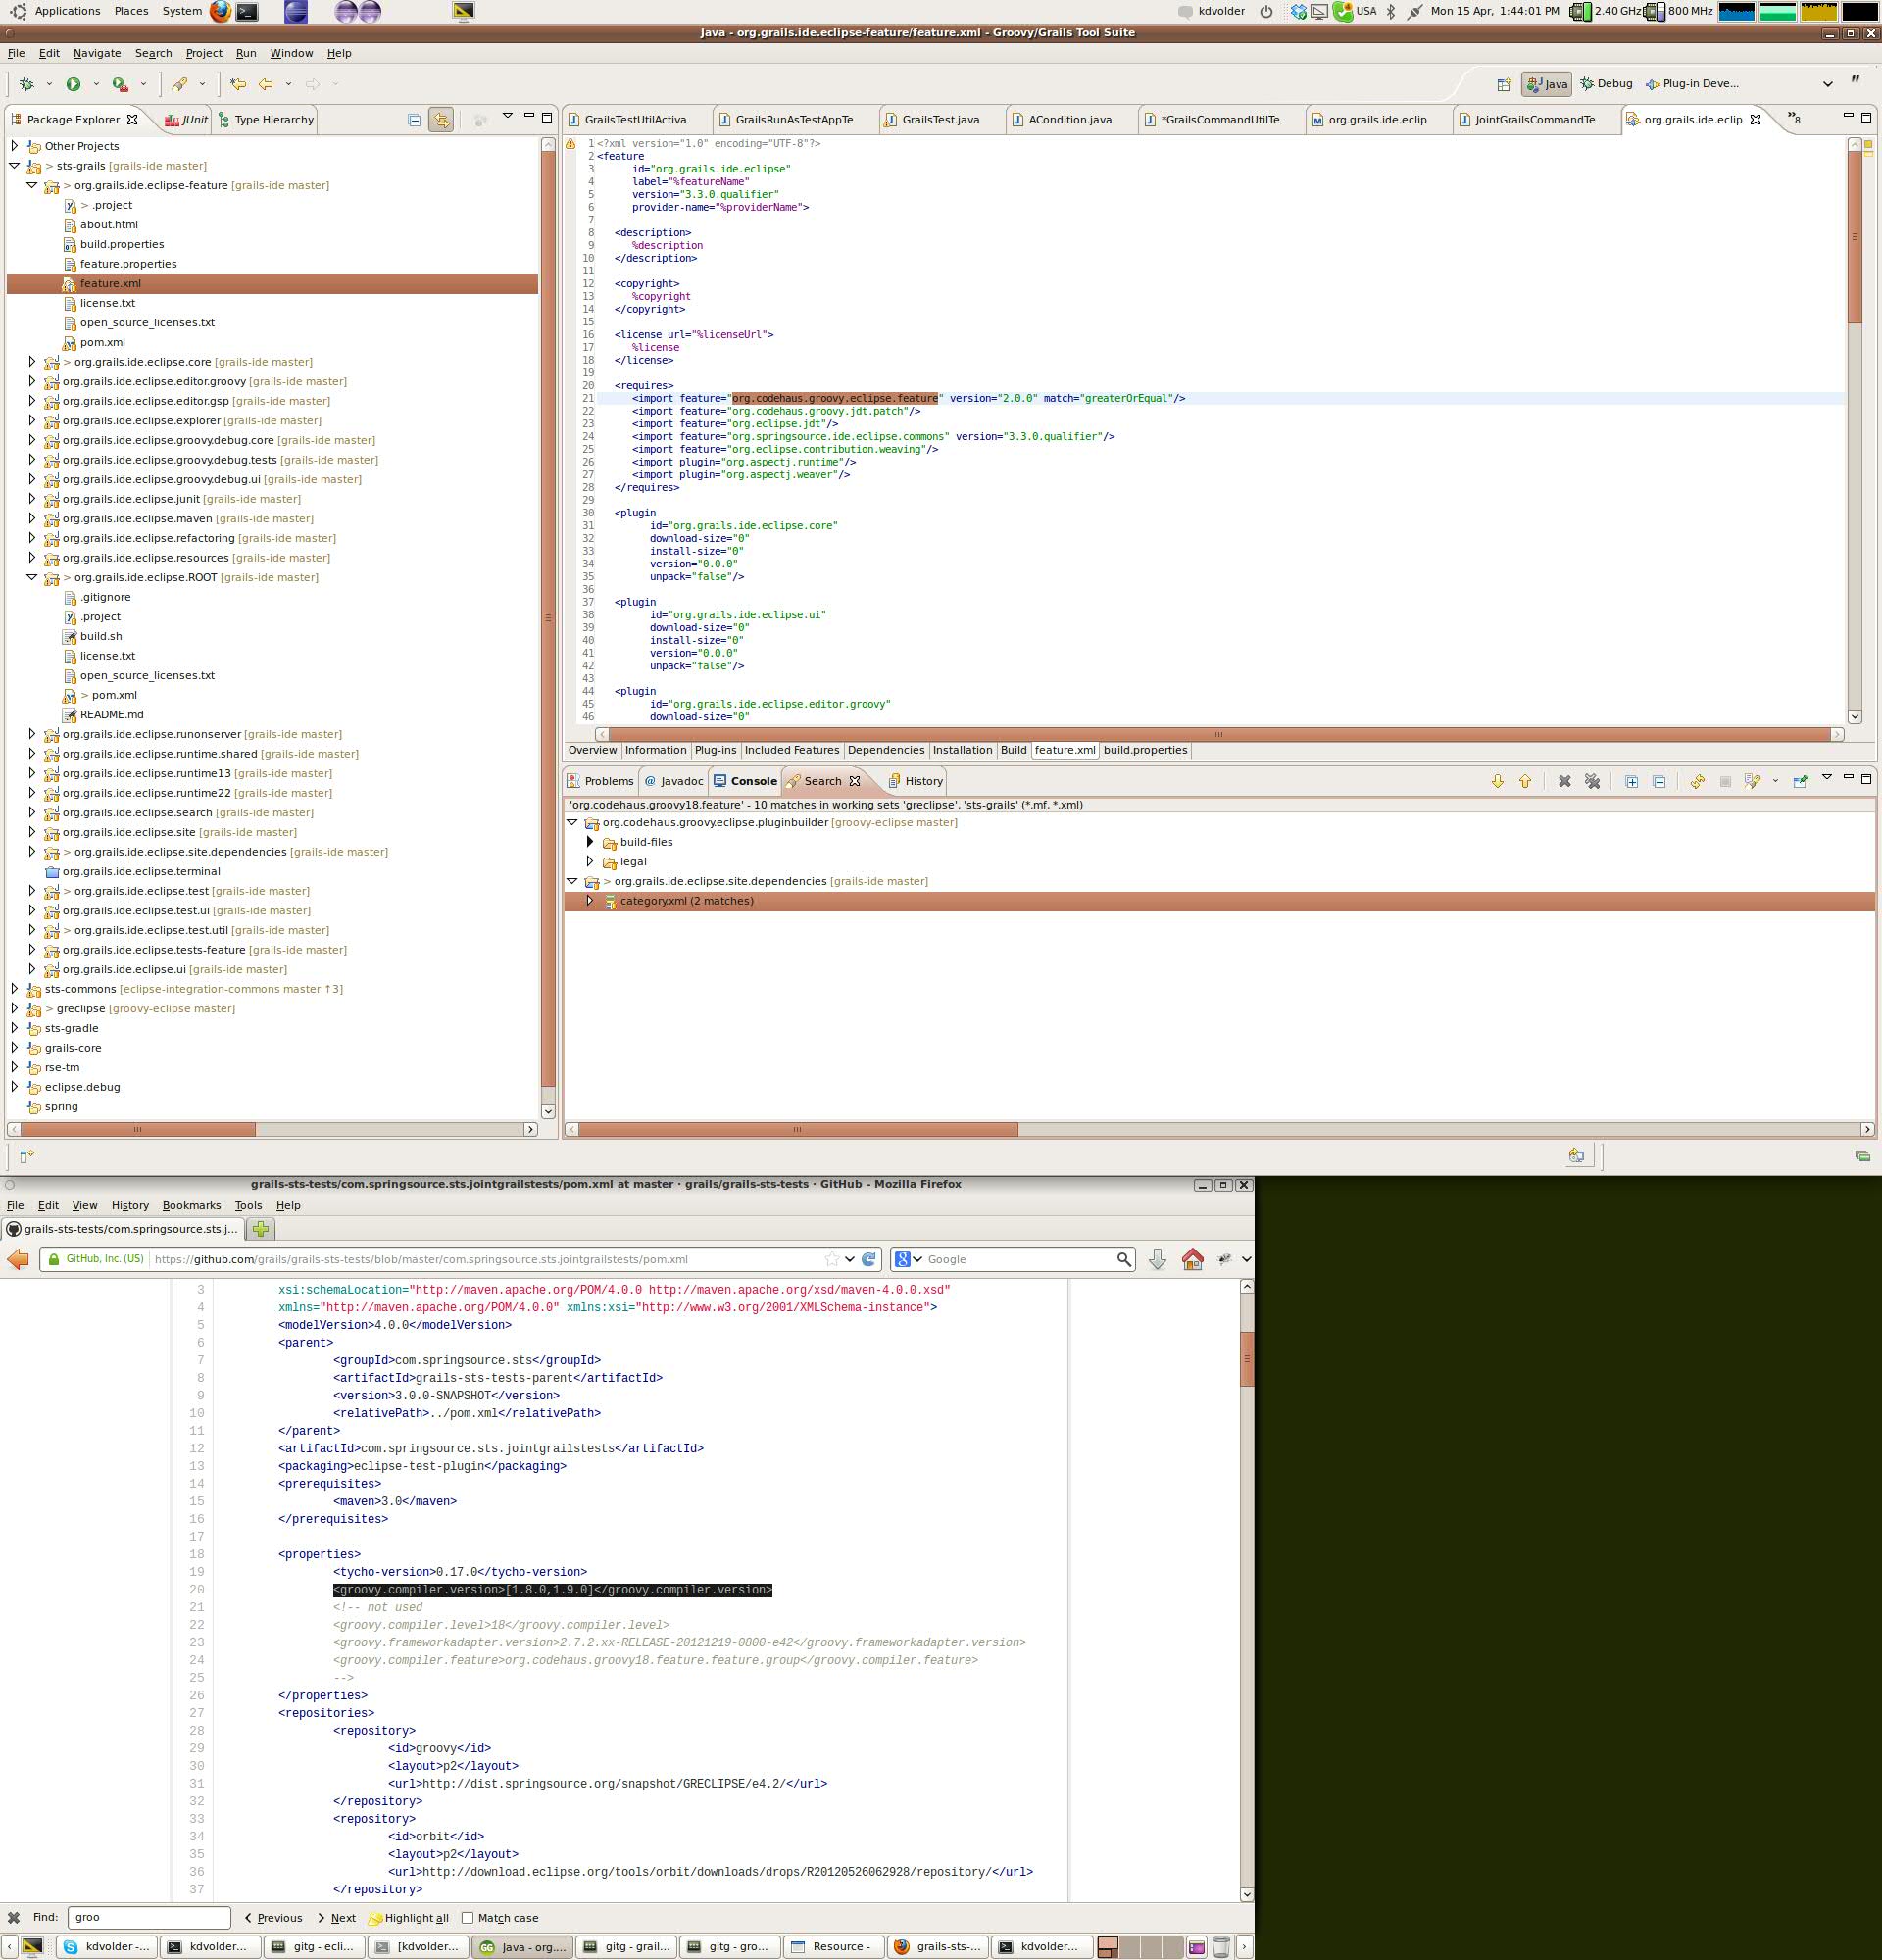 Applications Places System
kdvolder
USA
Mon 15 Apr, 1:44:01 PM
2.40 GHz
800 MHz
Java - org.grails.ide.eclipse-feature/feature.xml - Groovy/Grails Tool Suite
File Edit Navigate Search Project Run Window Help
Java Debug Plug-in Deve...
Package Explorer JUnit Type Hierarchy
Other Projects
> sts-grails [grails-ide master]
> org.grails.ide.eclipse-feature [grails-ide master]
> .project
about.html
build.properties
feature.properties
feature.xml
license.txt
open_source_licenses.txt
pom.xml
> org.grails.ide.eclipse.core [grails-ide master]
org.grails.ide.eclipse.editor.groovy [grails-ide master]
org.grails.ide.eclipse.editor.gsp [grails-ide master]
org.grails.ide.eclipse.explorer [grails-ide master]
org.grails.ide.eclipse.groovy.debug.core [grails-ide master]
org.grails.ide.eclipse.groovy.debug.tests [grails-ide master]
org.grails.ide.eclipse.groovy.debug.ui [grails-ide master]
org.grails.ide.eclipse.junit [grails-ide master]
org.grails.ide.eclipse.maven [grails-ide master]
org.grails.ide.eclipse.refactoring [grails-ide master]
org.grails.ide.eclipse.resources [grails-ide master]
> org.grails.ide.eclipse.ROOT [grails-ide master]
.gitignore
.project
build.sh
license.txt
open_source_licenses.txt
> pom.xml
README.md
org.grails.ide.eclipse.runonserver [grails-ide master]
org.grails.ide.eclipse.runtime.shared [grails-ide master]
org.grails.ide.eclipse.runtime13 [grails-ide master]
org.grails.ide.eclipse.runtime22 [grails-ide master]
org.grails.ide.eclipse.search [grails-ide master]
org.grails.ide.eclipse.site [grails-ide master]
> org.grails.ide.eclipse.site.dependencies [grails-ide master]
org.grails.ide.eclipse.terminal
> org.grails.ide.eclipse.test [grails-ide master]
org.grails.ide.eclipse.test.ui [grails-ide master]
> org.grails.ide.eclipse.test.util [grails-ide master]
org.grails.ide.eclipse.tests-feature [grails-ide master]
org.grails.ide.eclipse.ui [grails-ide master]
sts-commons [eclipse-integration-commons master ↑3]
> greclipse [groovy-eclipse master]
sts-gradle
grails-core
rse-tm
eclipse.debug
spring
GrailsTestUtilActiva GrailsRunAsTestAppTe GrailsTest.java ACondition.java *GrailsCommandUtilTe org.grails.ide.eclip JointGrailsCommandTe org.grails.ide.eclip »8
1 <?xml version="1.0" encoding="UTF-8"?>
2 <feature
3 id="org.grails.ide.eclipse"
4 label="%featureName"
5 version="3.3.0.qualifier"
6 provider-name="%providerName">
7
8 <description>
9 %description
10 </description>
11
12 <copyright>
13 %copyright
14 </copyright>
15
16 <license url="%licenseUrl">
17 %license
18 </license>
19
20 <requires>
21 <import feature="org.codehaus.groovy.eclipse.feature" version="2.0.0" match="greaterOrEqual"/>
22 <import feature="org.codehaus.groovy.jdt.patch"/>
23 <import feature="org.eclipse.jdt"/>
24 <import feature="org.springsource.ide.eclipse.commons" version="3.3.0.qualifier"/>
25 <import feature="org.eclipse.contribution.weaving"/>
26 <import plugin="org.aspectj.runtime"/>
27 <import plugin="org.aspectj.weaver"/>
28 </requires>
29
30 <plugin
31 id="org.grails.ide.eclipse.core"
32 download-size="0"
33 install-size="0"
34 version="0.0.0"
35 unpack="false"/>
36
37 <plugin
38 id="org.grails.ide.eclipse.ui"
39 download-size="0"
40 install-size="0"
41 version="0.0.0"
42 unpack="false"/>
43
44 <plugin
45 id="org.grails.ide.eclipse.editor.groovy"
46 download-size="0"
Overview Information Plug-ins Included Features Dependencies Installation Build feature.xml build.properties
Problems @ Javadoc Console Search History
'org.codehaus.groovy18.feature' - 10 matches in working sets 'greclipse', 'sts-grails' (*.mf, *.xml)
org.codehaus.groovy.eclipse.pluginbuilder [groovy-eclipse master]
build-files
legal
> org.grails.ide.eclipse.site.dependencies [grails-ide master]
category.xml (2 matches)
grails-sts-tests/com.springsource.sts.jointgrailstests/pom.xml at master · grails/grails-sts-tests · GitHub - Mozilla Firefox
File Edit View History Bookmarks Tools Help
grails-sts-tests/com.springsource.sts.j...
GitHub, Inc. (US) https://github.com/grails/grails-sts-tests/blob/master/com.springsource.sts.jointgrailstests/pom.xml
Google
3 xsi:schemaLocation="http://maven.apache.org/POM/4.0.0 http://maven.apache.org/xsd/maven-4.0.0.xsd"
4 xmlns="http://maven.apache.org/POM/4.0.0" xmlns:xsi="http://www.w3.org/2001/XMLSchema-instance">
5 <modelVersion>4.0.0</modelVersion>
6 <parent>
7 <groupId>com.springsource.sts</groupId>
8 <artifactId>grails-sts-tests-parent</artifactId>
9 <version>3.0.0-SNAPSHOT</version>
10 <relativePath>../pom.xml</relativePath>
11 </parent>
12 <artifactId>com.springsource.sts.jointgrailstests</artifactId>
13 <packaging>eclipse-test-plugin</packaging>
14 <prerequisites>
15 <maven>3.0</maven>
16 </prerequisites>
17
18 <properties>
19 <tycho-version>0.17.0</tycho-version>
20 <groovy.compiler.version>[1.8.0,1.9.0]</groovy.compiler.version>
21 <!-- not used
22 <groovy.compiler.level>18</groovy.compiler.level>
23 <groovy.frameworkadapter.version>2.7.2.xx-RELEASE-20121219-0800-e42</groovy.frameworkadapter.version>
24 <groovy.compiler.feature>org.codehaus.groovy18.feature.feature.group</groovy.compiler.feature>
25 -->
26 </properties>
27 <repositories>
28 <repository>
29 <id>groovy</id>
30 <layout>p2</layout>
31 <url>http://dist.springsource.org/snapshot/GRECLIPSE/e4.2/</url>
32 </repository>
33 <repository>
34 <id>orbit</id>
35 <layout>p2</layout>
36 <url>http://download.eclipse.org/tools/orbit/downloads/drops/R20120526062928/repository/</url>
37 </repository>
Find: groo Previous Next Highlight all Match case
kdvolder -... kdvolder... gitg - ecli... [kdvolder... Java - org.... gitg - grail... gitg - gro... Resource - grails-sts-... kdvolder...